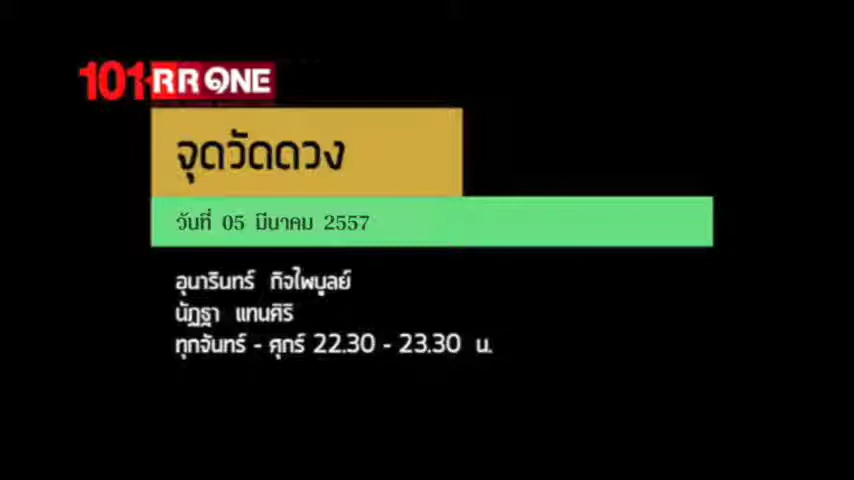 101 RR ONE
จุดวัดดวง
วันที่ 05 มีนาคม 2557
อุนารินทร์ กิจไพบูลย์
นัฏฐา แทนศิริ
ทุกจันทร์ - ศุกร์ 22.30 - 23.30 น.